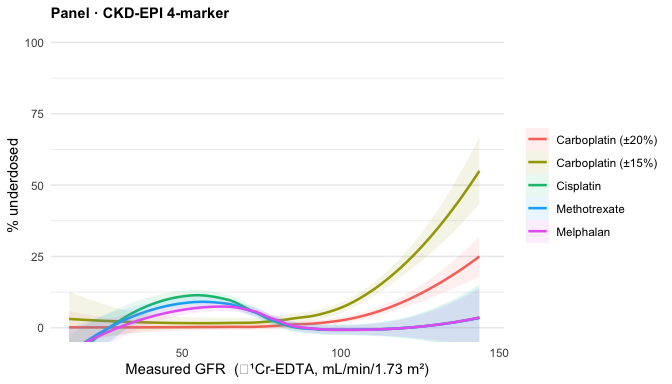 Panel · CKD-EPI 4-marker
100
75
50
25
0
% underdosed
50
100
150
Measured GFR (□¹Cr-EDTA, mL/min/1.73 m²)
Carboplatin (±20%)
Carboplatin (±15%)
Cisplatin
Methotrexate
Melphalan